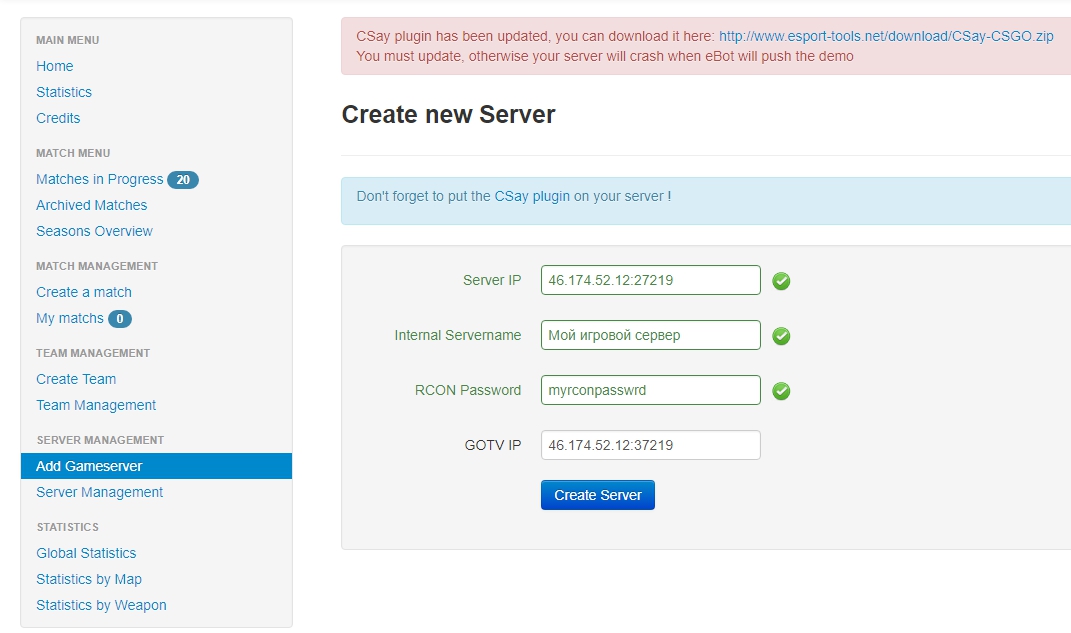 MAIN MENU
Home
Statistics
Credits
MATCH MENU
Matches in Progress 20
Archived Matches
Seasons Overview
MATCH MANAGEMENT
Create a match
My matchs 0
TEAM MANAGEMENT
Create Team
Team Management
SERVER MANAGEMENT
Add Gameserver
Server Management
STATISTICS
Global Statistics
Statistics by Map
Statistics by Weapon
CSay plugin has been updated, you can download it here: http://www.esport-tools.net/download/CSay-CSGO.zip
You must update, otherwise your server will crash when eBot will push the demo
Create new Server
Don't forget to put the CSay plugin on your server !
Server IP 46.174.52.12:27219
Internal Servername Мой игровой сервер
RCON Password myrconpasswrd
GOTV IP 46.174.52.12:37219
Create Server